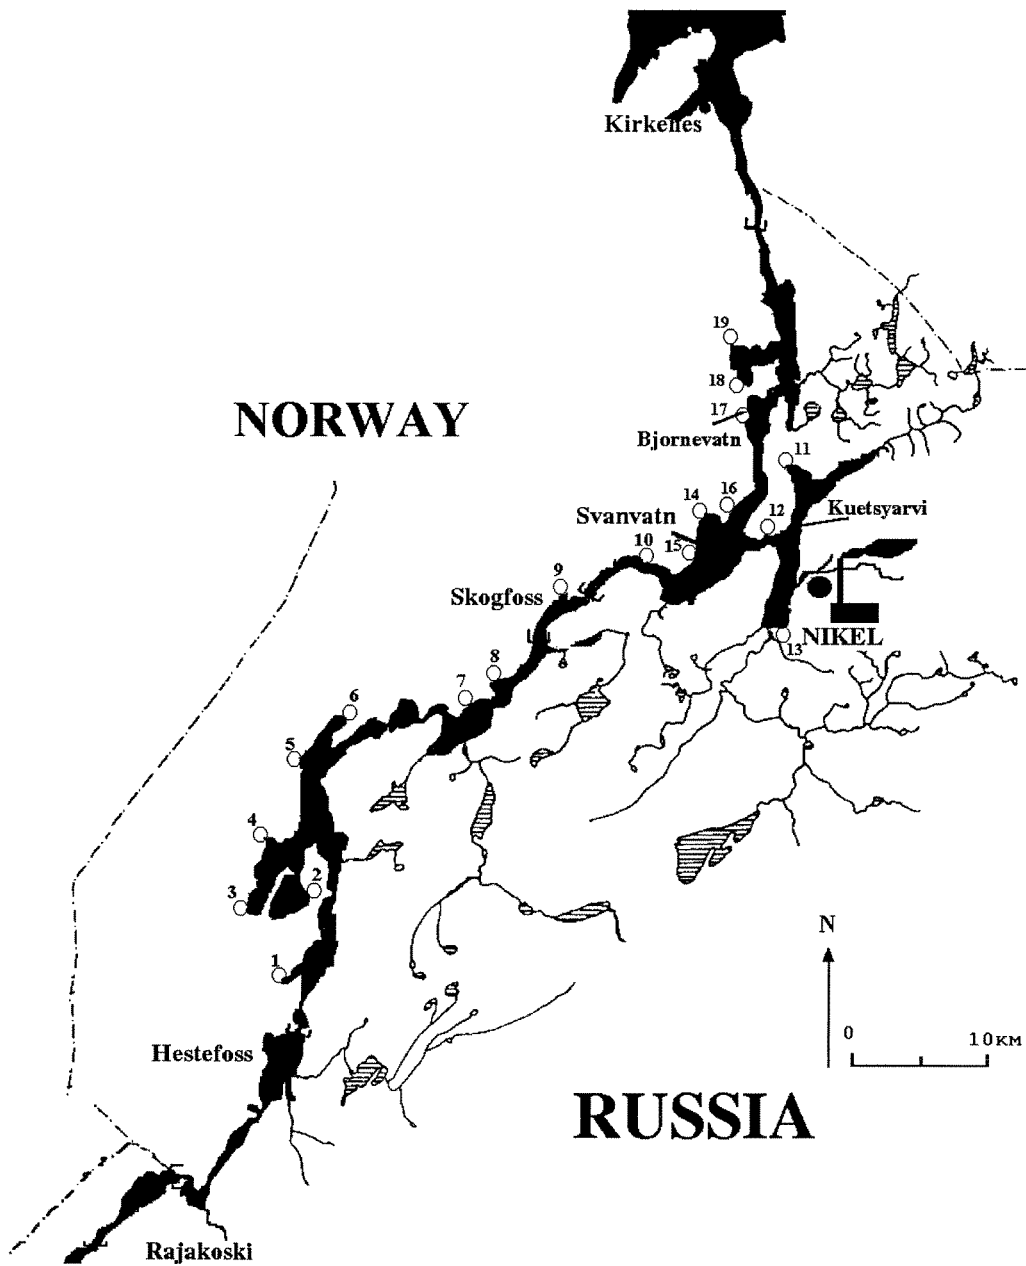 Kirkenes
19
18
NORWAY
17
Bjornevatn
11
14
16
Svanvatn
12
Kuetsyarvi
10
15
9
Skogfoss
NIKEL
13
8
7
6
5
4
2
3
N
1
0
10км
Hestefoss
RUSSIA
Rajakoski